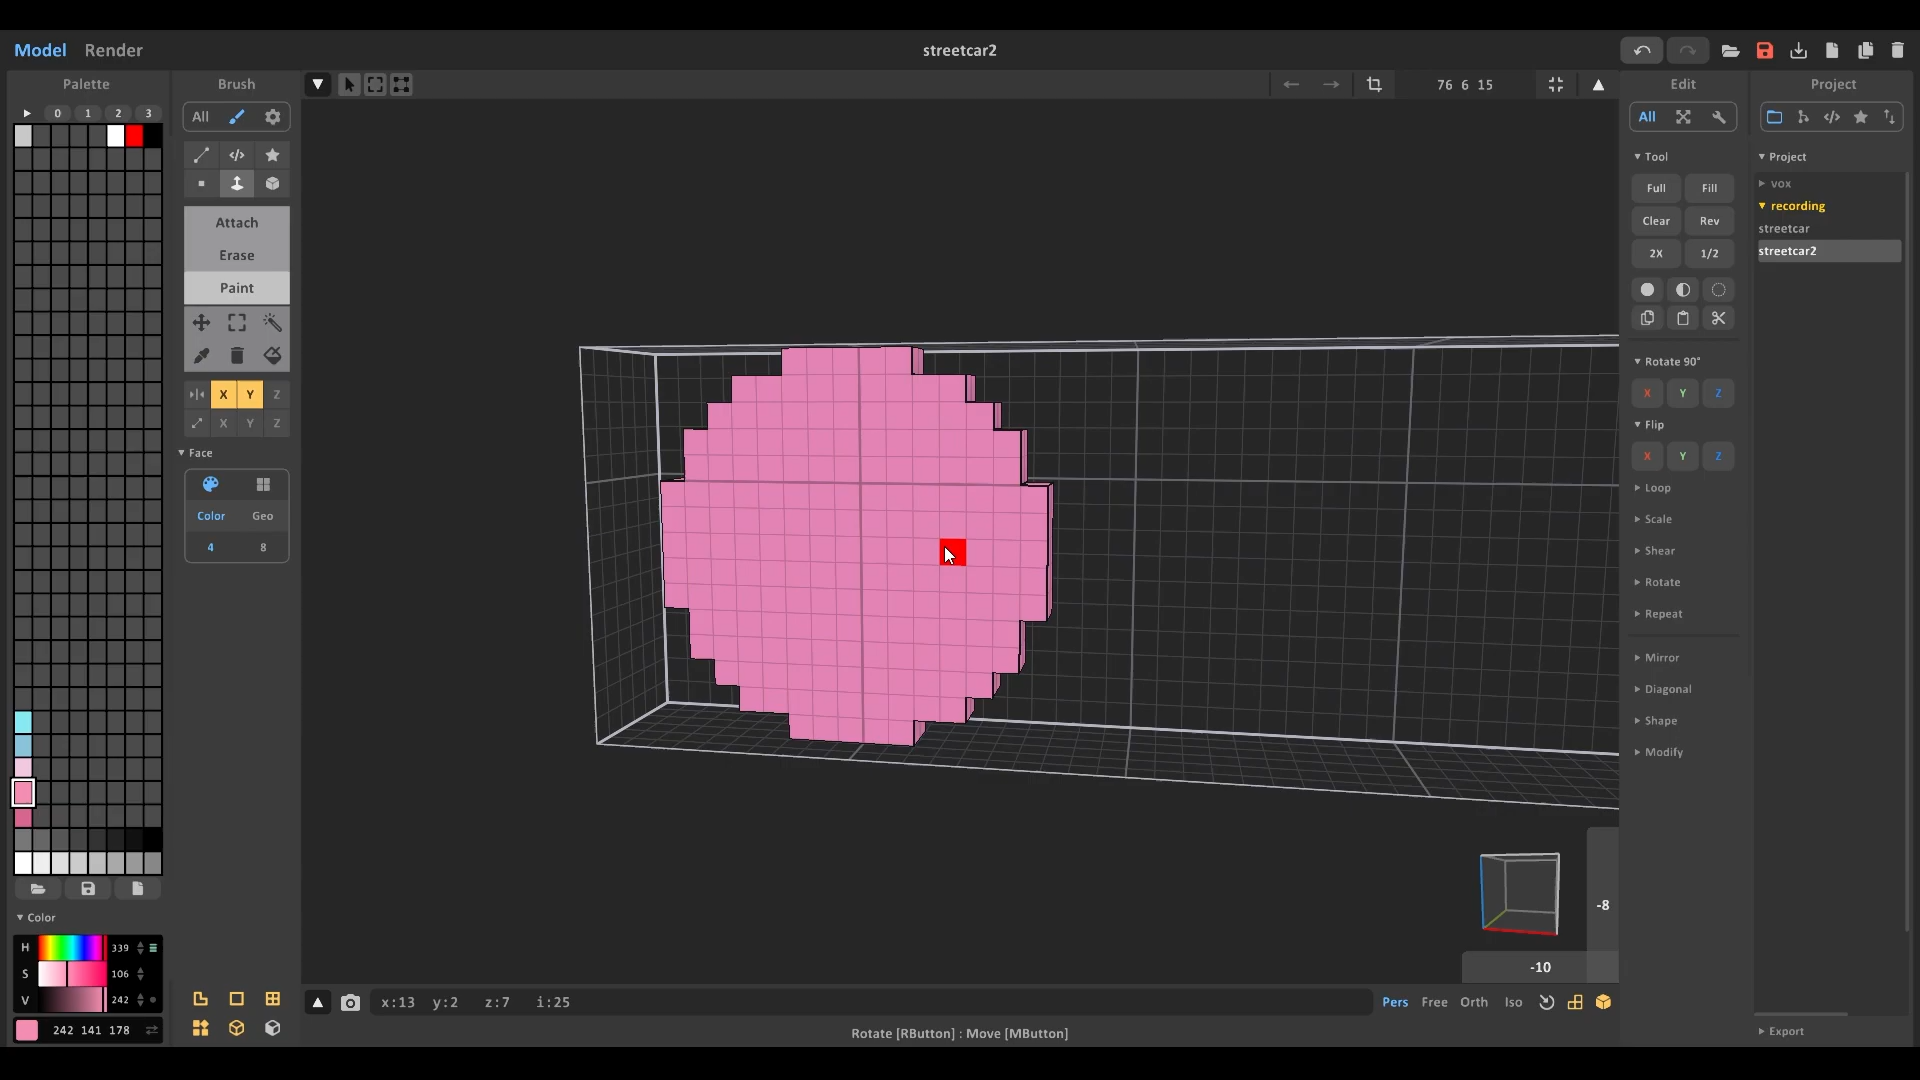 Model Render streetcar2
Palette Brush 76 6 15 Edit Project
0 1 2 3 All All
Project
Tool
vox
Full Fill
recording
Attach Clear Rev
streetcar
Erase 2X 1/2 streetcar2
Paint
Rotate 90°
X Y Z X Y Z
X Y Z Flip
Face
X Y Z
Loop
Color Geo Scale
4 8 Shear
Rotate
Repeat
Mirror
Diagonal
Shape
Modify
-8
Color
H 339
S 106 -10
V 242 x:13 y:2 z:7 i:25 Pers Free Orth Iso
242 141 178 Rotate [RButton] : Move [MButton] Export